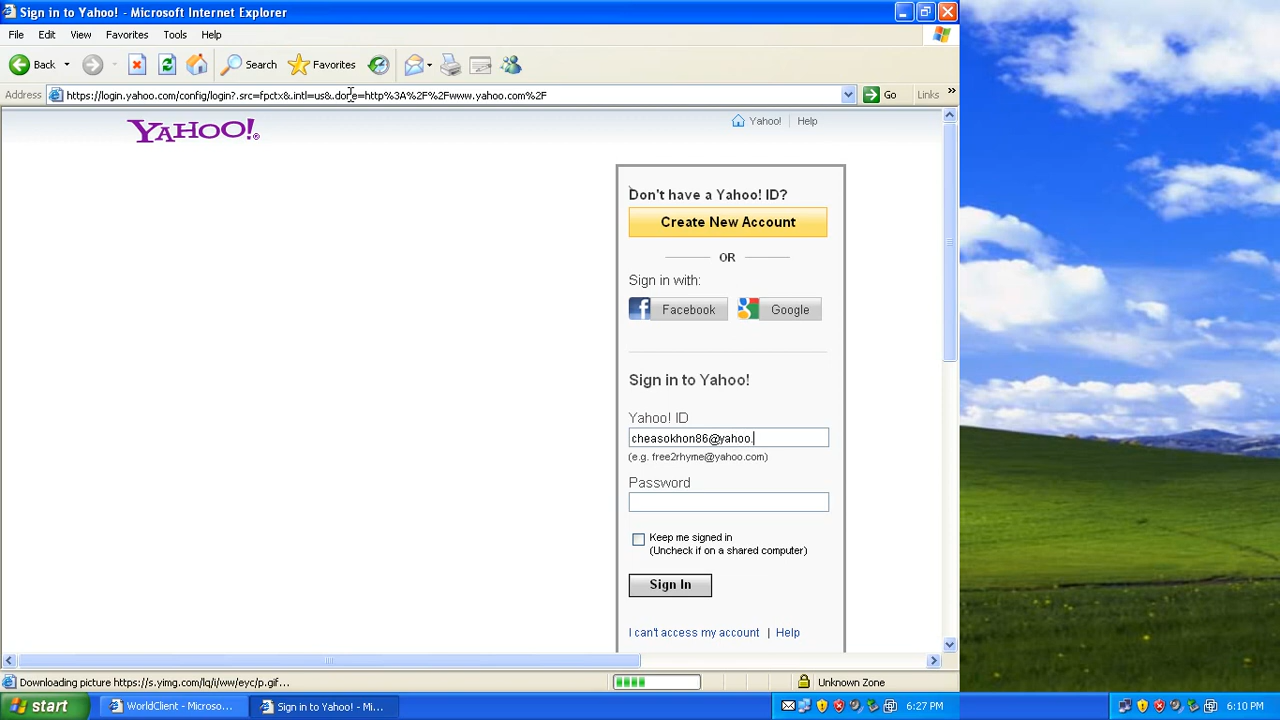 Sign in to Yahoo! - Microsoft Internet Explorer
File Edit View Favorites Tools Help
Back Search Favorites
Address https://login.yahoo.com/config/login?.src=fpctx&.intl=us&.done=http%3A%2F%2Fwww.yahoo.com%2F Go Links »
YAHOO!
Yahoo! | Help
Don't have a Yahoo! ID?
Create New Account
OR
Sign in with:
Facebook Google
Sign in to Yahoo!
Yahoo! ID
cheasokhon86@yahoo.
(e.g. free2rhyme@yahoo.com)
Password
Keep me signed in
(Uncheck if on a shared computer)
Sign In
I can't access my account | Help
Downloading picture https://s.yimg.com/lq/i/ww/eyc/p.gif... Unknown Zone
start WorldClient - Microso... Sign in to Yahoo! - Mi... 6:27 PM 6:10 PM